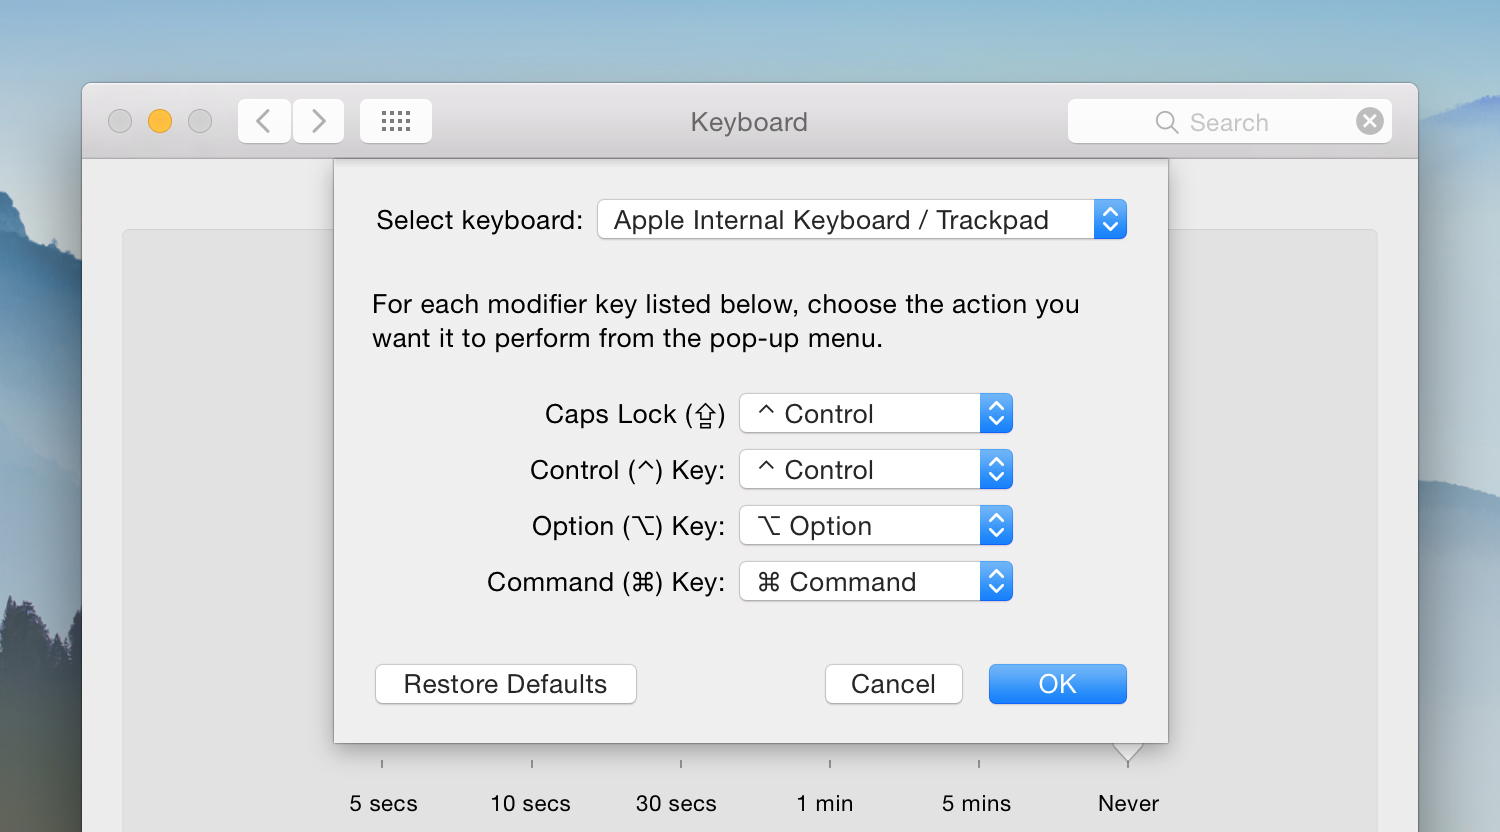 Keyboard
Search
Select keyboard: Apple Internal Keyboard / Trackpad
For each modifier key listed below, choose the action you
want it to perform from the pop-up menu.
Caps Lock (⇪) ^ Control
Control (^) Key: ^ Control
Option (⌥) Key: ⌥ Option
Command (⌘) Key: ⌘ Command
Restore Defaults Cancel OK
5 secs 10 secs 30 secs 1 min 5 mins Never